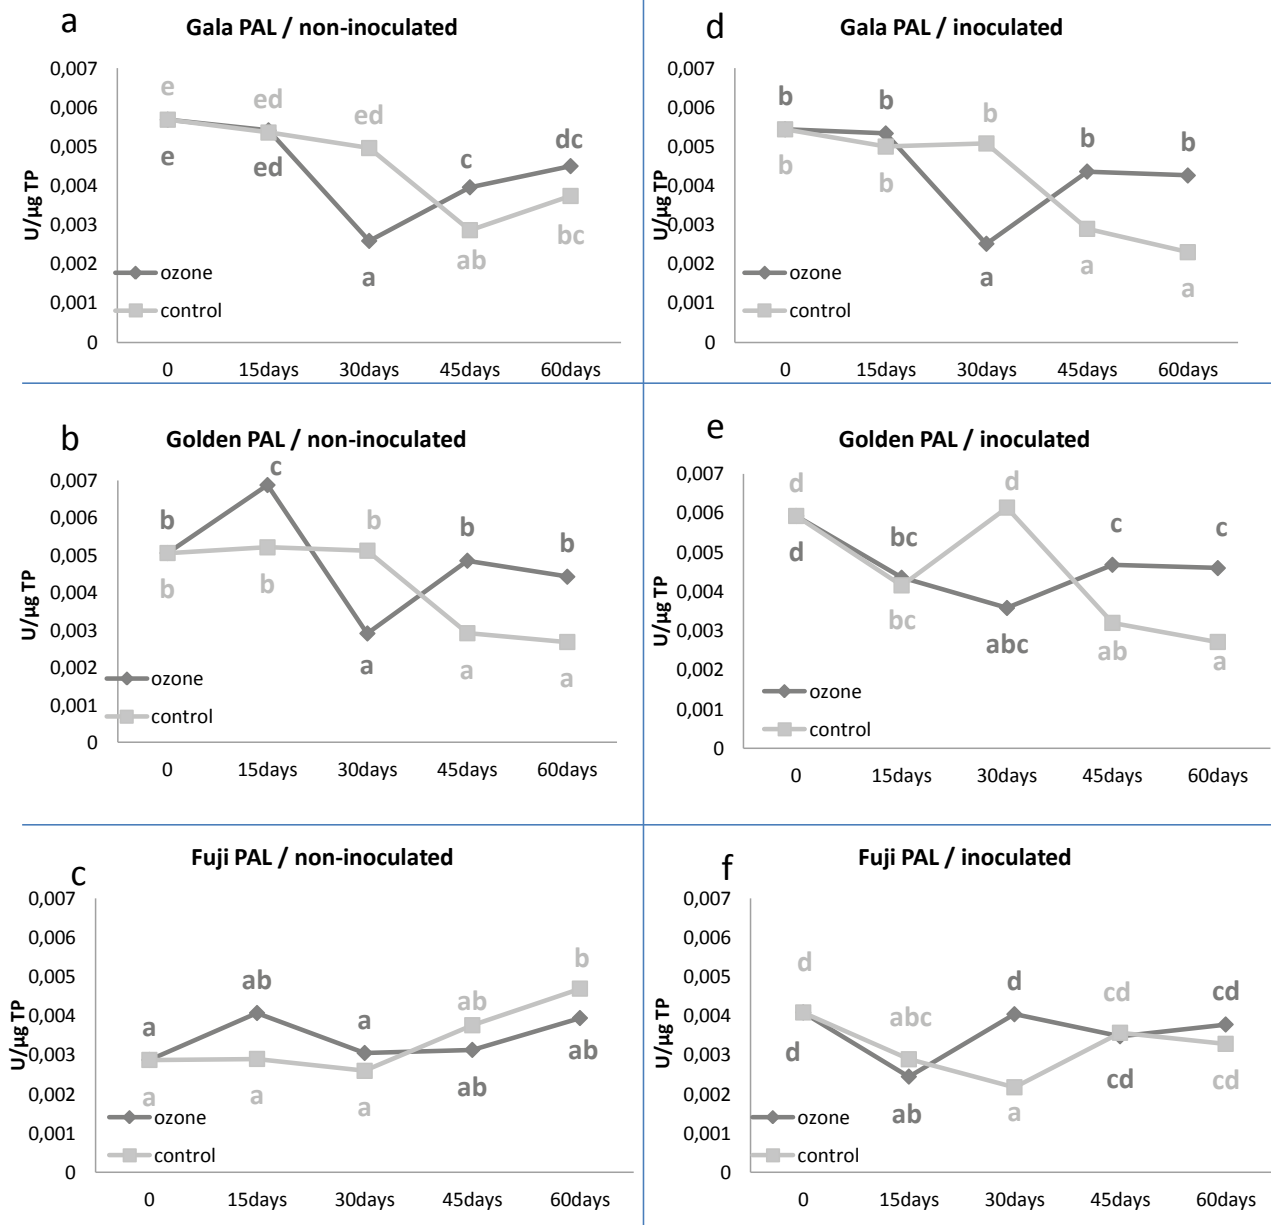 a
Gala PAL / non-inoculated
U/µg TP
0,007
0,006
0,005
0,004
0,003
0,002
0,001
0
e
ed
ed
e
ed
c
dc
a
ab
bc
ozone
control
0 15days 30days 45days 60days
d
Gala PAL / inoculated
U/µg TP
0,007
0,006
0,005
0,004
0,003
0,002
0,001
0
b
b
b
b
b
b
b
a
a
a
ozone
control
0 15days 30days 45days 60days
b
Golden PAL / non-inoculated
U/µg TP
0,007
0,006
0,005
0,004
0,003
0,002
0,001
0
c
b
b
b
b
b
b
a
a
a
ozone
control
0 15days 30days 45days 60days
e
Golden PAL / inoculated
U/µg TP
0,007
0,006
0,005
0,004
0,003
0,002
0,001
0
d
d
d
bc
c
c
bc
abc
ab
a
ozone
control
0 15days 30days 45days 60days
c
Fuji PAL / non-inoculated
U/µg TP
0,007
0,006
0,005
0,004
0,003
0,002
0,001
0
a
ab
a
ab
b
a
a
a
ab
ab
ozone
control
0 15days 30days 45days 60days
f
Fuji PAL / inoculated
U/µg TP
0,007
0,006
0,005
0,004
0,003
0,002
0,001
0
d
abc
d
cd
cd
d
ab
a
cd
cd
ozone
control
0 15days 30days 45days 60days